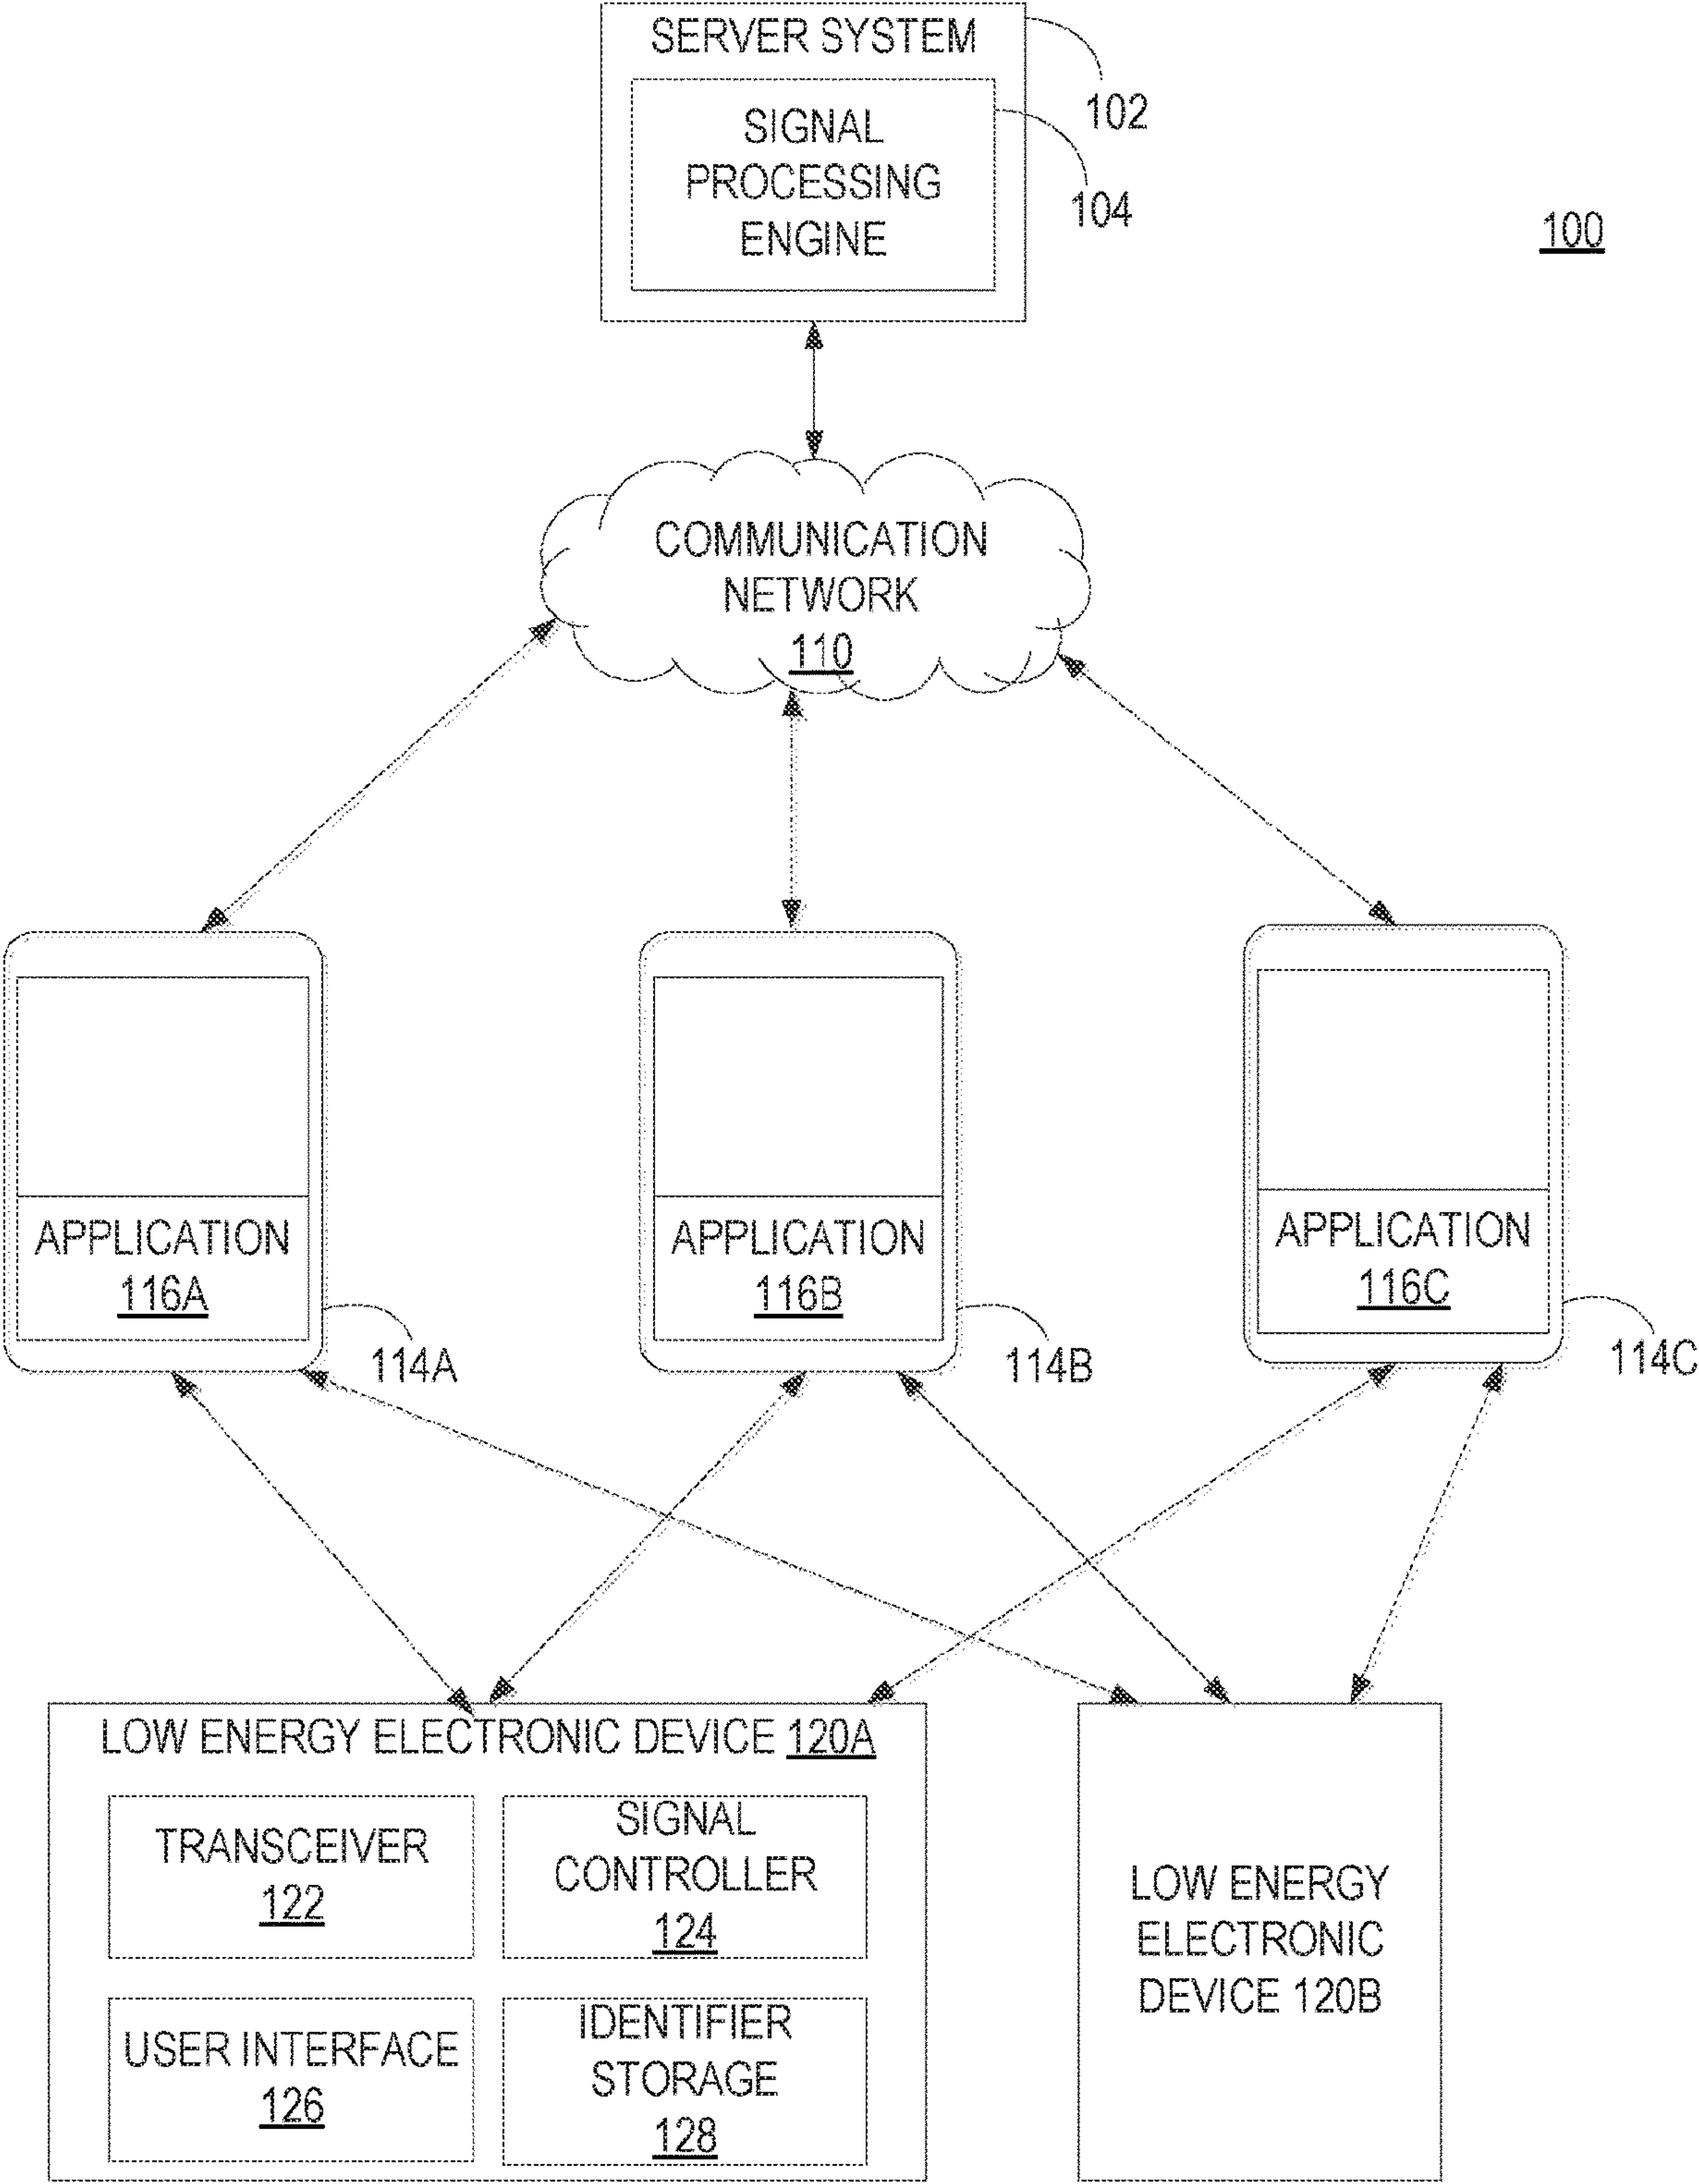 SERVER SYSTEM
102
SIGNAL
PROCESSING
ENGINE
104
100
COMMUNICATION
NETWORK
110
APPLICATION
116A
114A
APPLICATION
116B
114B
APPLICATION
116C
114C
LOW ENERGY ELECTRONIC DEVICE 120A
TRANSCEIVER
122
SIGNAL
CONTROLLER
124
USER INTERFACE
126
IDENTIFIER
STORAGE
128
LOW ENERGY
ELECTRONIC
DEVICE 120B